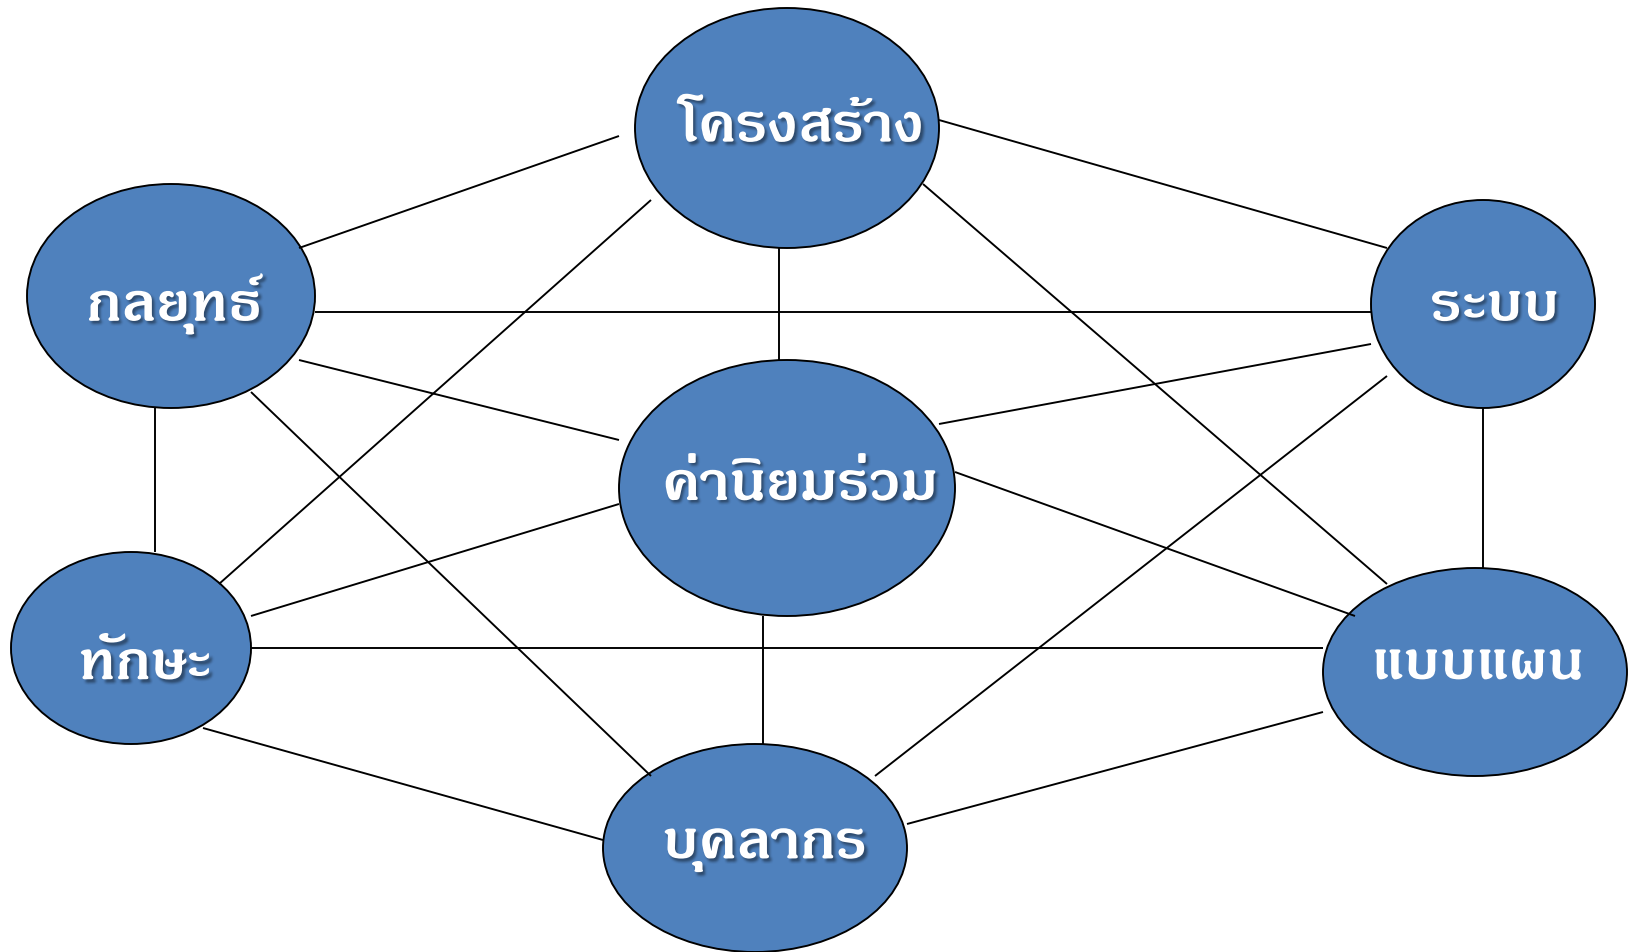 โครงสร้าง
กลยุทธ์
ระบบ
ค่านิยมร่วม
ทักษะ
แบบแผน
บุคลากร